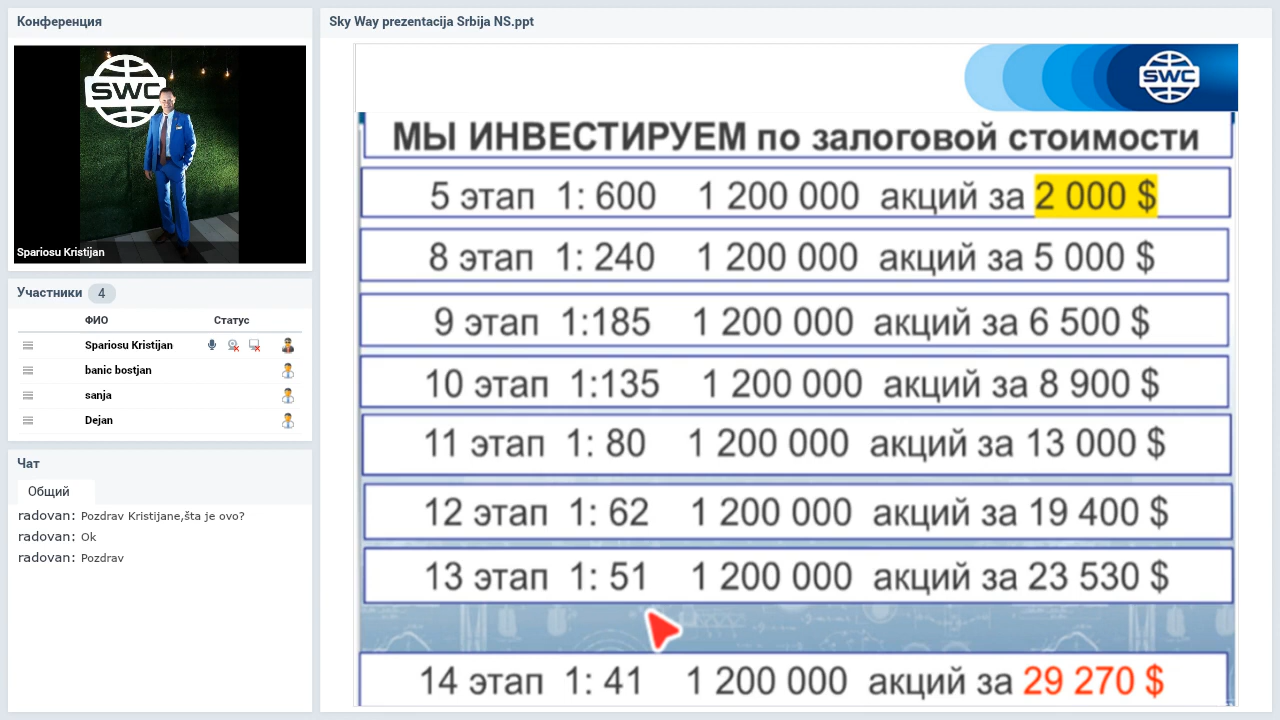 Конференция
SWC
Spariosu Kristijan
Участники 4
ФИО Статус
Spariosu Kristijan
banic bostjan
sanja
Dejan
Чат
Общий
radovan: Pozdrav Kristijane,šta je ovo?
radovan: Ok
radovan: Pozdrav
Sky Way prezentacija Srbija NS.ppt
SWC
МЫ ИНВЕСТИРУЕМ по залоговой стоимости
5 этап 1: 600 1 200 000 акций за 2 000 $
8 этап 1: 240 1 200 000 акций за 5 000 $
9 этап 1:185 1 200 000 акций за 6 500 $
10 этап 1:135 1 200 000 акций за 8 900 $
11 этап 1: 80 1 200 000 акций за 13 000 $
12 этап 1: 62 1 200 000 акций за 19 400 $
13 этап 1: 51 1 200 000 акций за 23 530 $
14 этап 1: 41 1 200 000 акций за 29 270 $